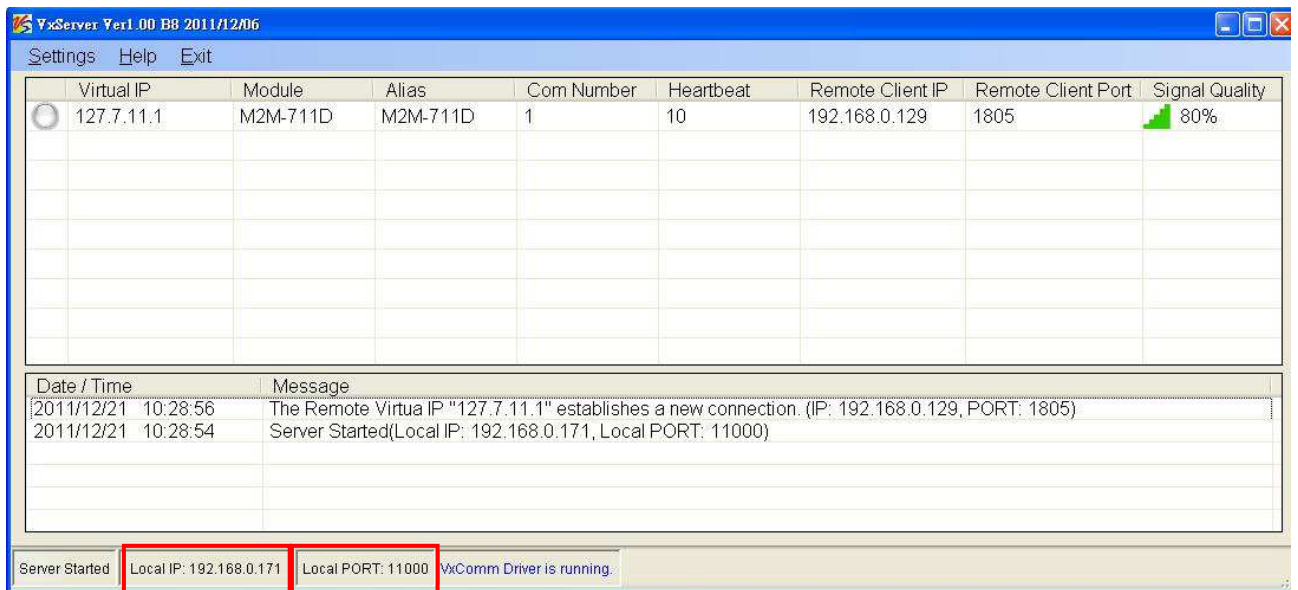 VxServer Ver1.00 B8 2011/12/06
Settings Help Exit
Virtual IP Module Alias Com Number Heartbeat Remote Client IP Remote Client Port Signal Quality
127.7.11.1 M2M-711D M2M-711D 1 10 192.168.0.129 1805 80%
Date / Time Message
2011/12/21 10:28:56 The Remote Virtua IP "127.7.11.1" establishes a new connection. (IP: 192.168.0.129, PORT: 1805)
2011/12/21 10:28:54 Server Started(Local IP: 192.168.0.171, Local PORT: 11000)
Server Started Local IP: 192.168.0.171 Local PORT: 11000 VxComm Driver is running.